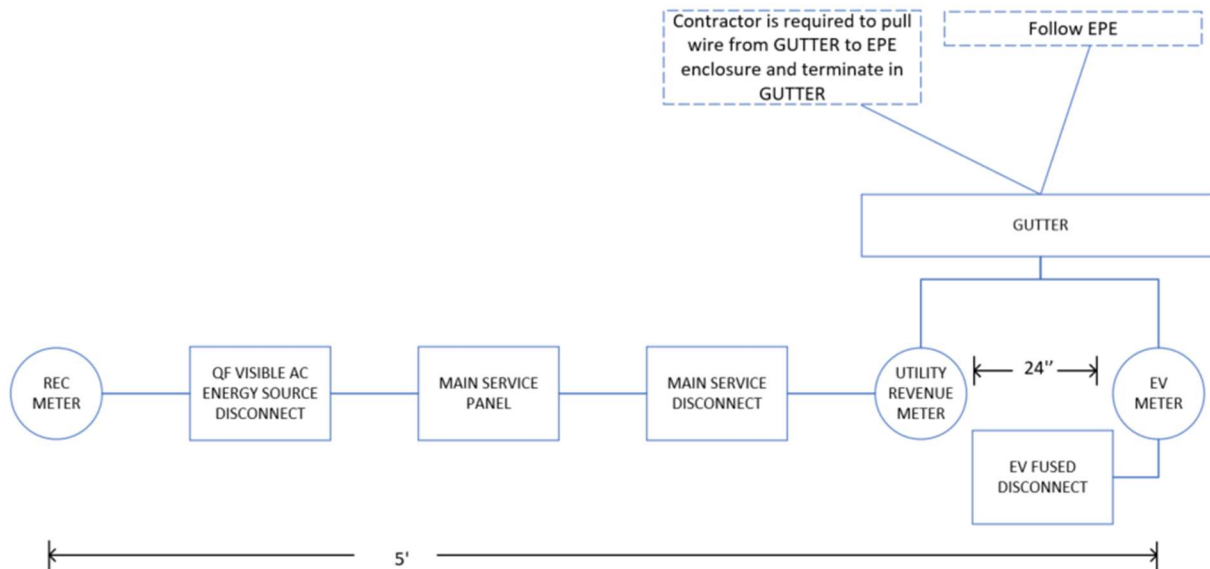 Contractor is required to pull
wire from GUTTER to EPE
enclosure and terminate in
GUTTER
Follow EPE
GUTTER
REC
METER
QF VISIBLE AC
ENERGY SOURCE
DISCONNECT
MAIN SERVICE
PANEL
MAIN SERVICE
DISCONNECT
UTILITY
REVENUE
METER
24''
EV
METER
EV FUSED
DISCONNECT
5'